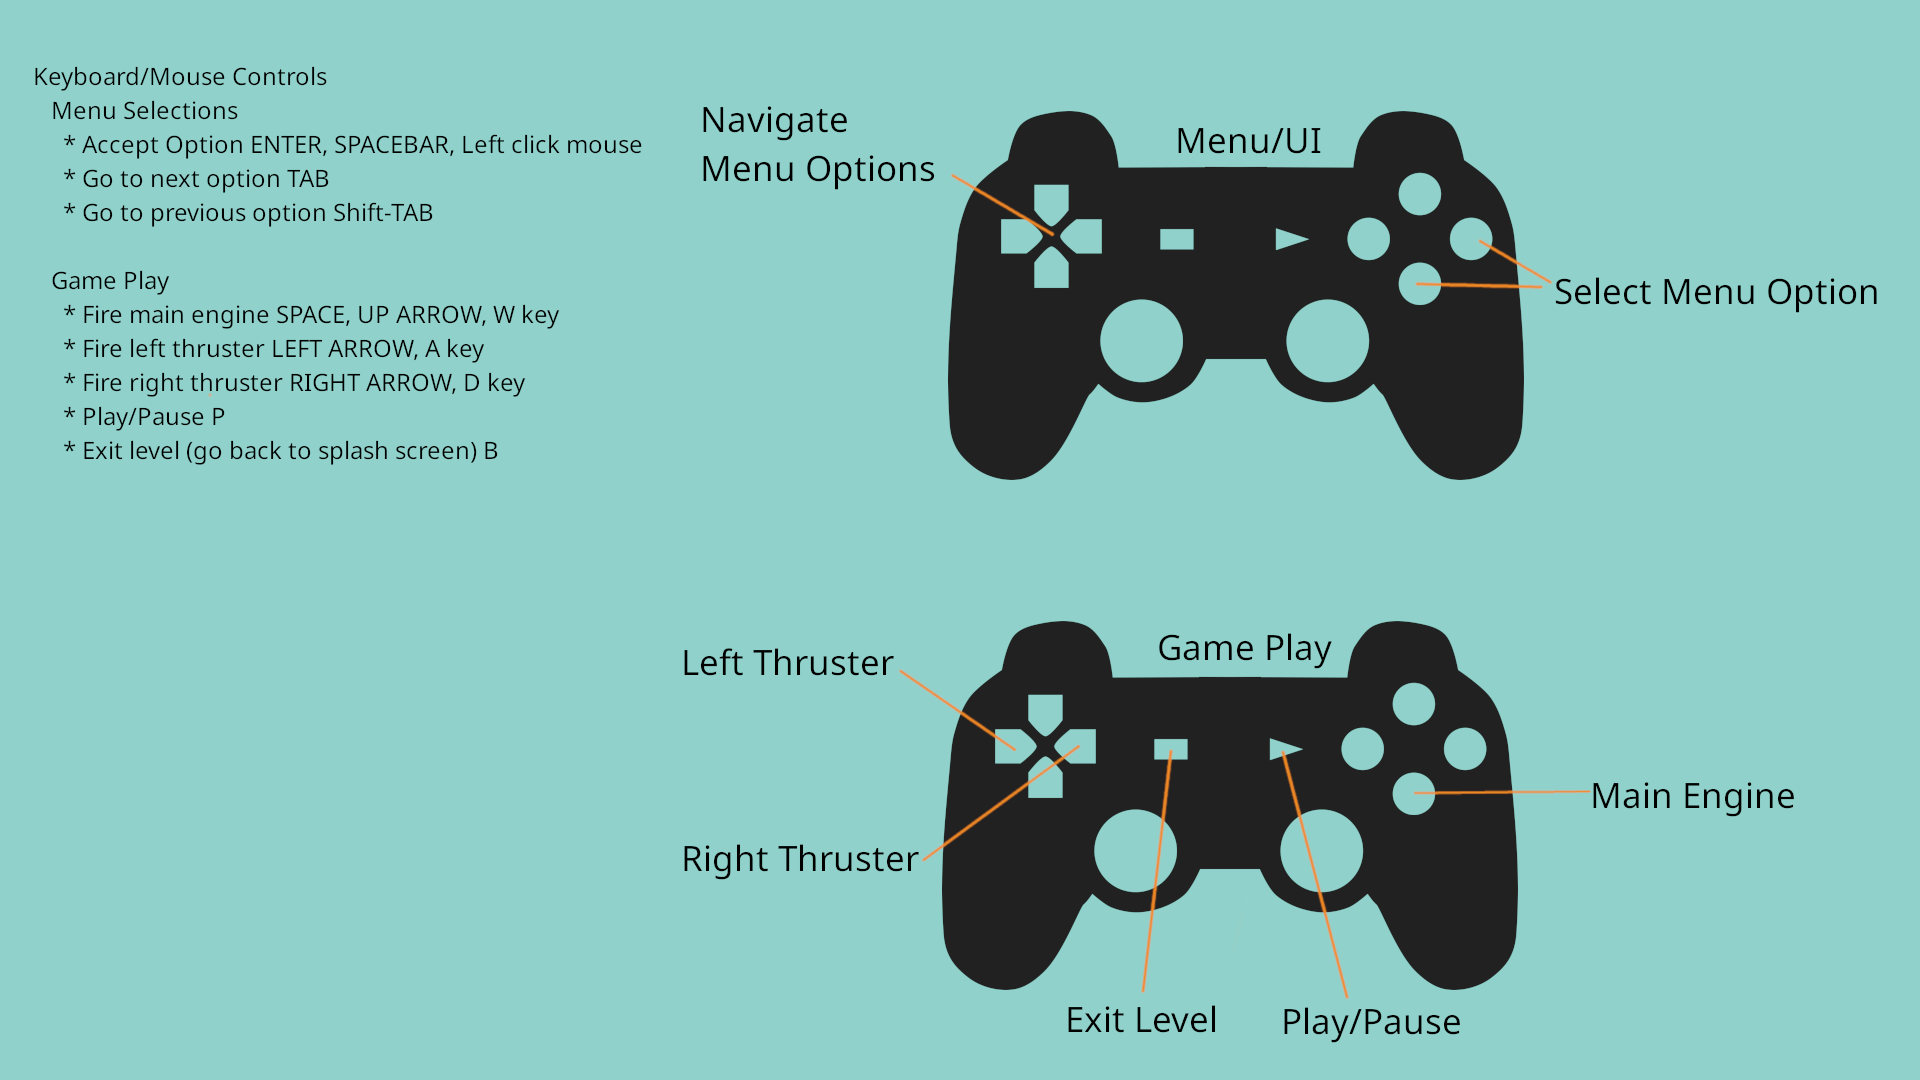 Keyboard/Mouse Controls
Menu Selections
* Accept Option ENTER, SPACEBAR, Left click mouse
* Go to next option TAB
* Go to previous option Shift-TAB
Game Play
* Fire main engine SPACE, UP ARROW, W key
* Fire left thruster LEFT ARROW, A key
* Fire right thruster RIGHT ARROW, D key
* Play/Pause P
* Exit level (go back to splash screen) B
Navigate
Menu Options
Menu/UI
Select Menu Option
Game Play
Left Thruster
Right Thruster
Main Engine
Exit Level
Play/Pause